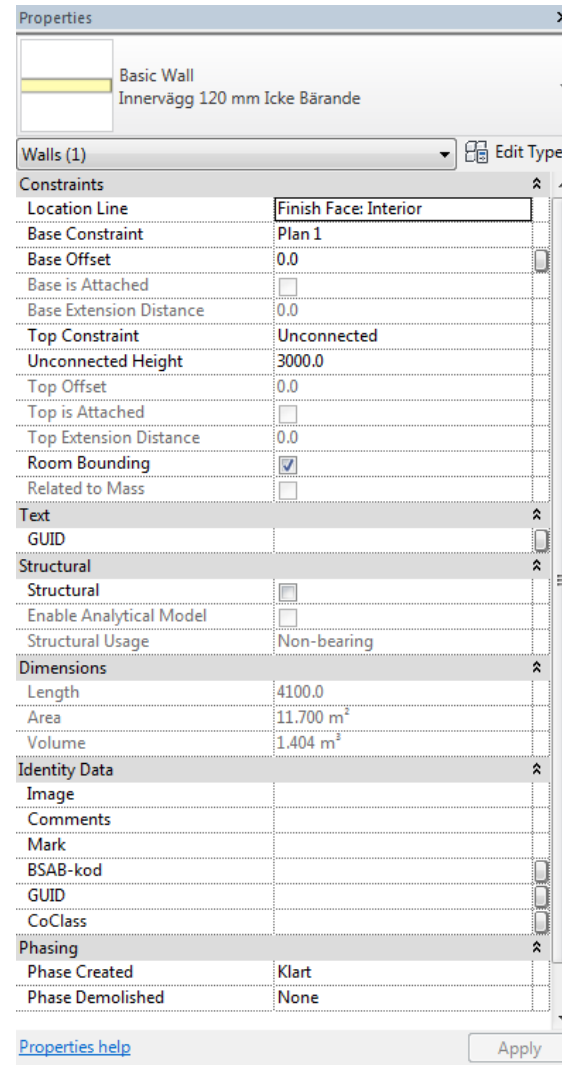 Properties
Basic Wall
Innervägg 120 mm Icke Bärande
Walls (1) Edit Type
Constraints
Location Line Finish Face: Interior
Base Constraint Plan 1
Base Offset 0.0
Base is Attached
Base Extension Distance 0.0
Top Constraint Unconnected
Unconnected Height 3000.0
Top Offset 0.0
Top is Attached
Top Extension Distance 0.0
Room Bounding
Related to Mass
Text
GUID
Structural
Structural
Enable Analytical Model
Structural Usage Non-bearing
Dimensions
Length 4100.0
Area 11.700 m²
Volume 1.404 m³
Identity Data
Image
Comments
Mark
BSAB-kod
GUID
CoClass
Phasing
Phase Created Klart
Phase Demolished None
Properties help Apply